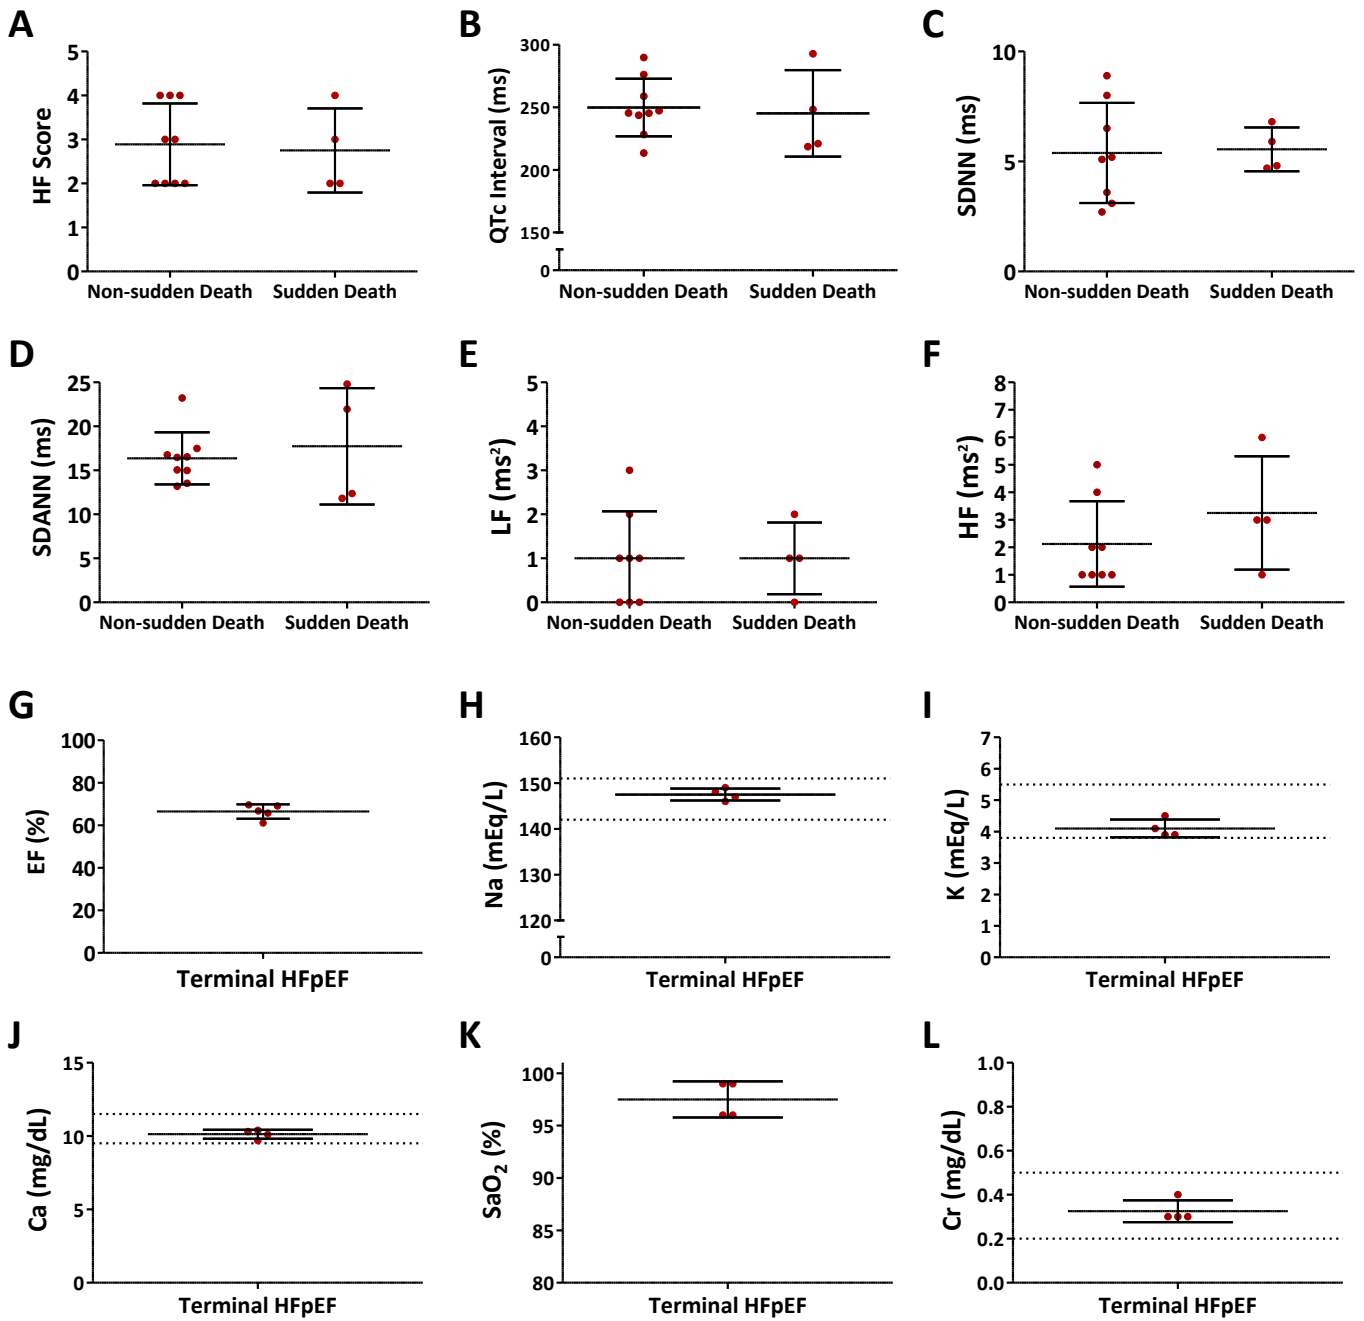 A
HF Score
5
4
3
2
1
0
Non-sudden Death
Sudden Death
B
QTc Interval (ms)
300
250
200
150
0
Non-sudden Death
Sudden Death
C
SDNN (ms)
10
5
0
Non-sudden Death
Sudden Death
D
SDANN (ms)
25
20
15
10
5
0
Non-sudden Death
Sudden Death
E
LF (ms²)
5
4
3
2
1
0
Non-sudden Death
Sudden Death
F
HF (ms²)
8
7
6
5
4
3
2
1
0
Non-sudden Death
Sudden Death
G
EF (%)
100
80
60
40
20
0
Terminal HFpEF
H
Na (mEq/L)
160
150
140
130
120
0
Terminal HFpEF
I
K (mEq/L)
7
6
5
4
3
2
1
0
Terminal HFpEF
J
Ca (mg/dL)
15
10
5
0
Terminal HFpEF
K
SaO₂ (%)
100
95
90
85
80
Terminal HFpEF
L
Cr (mg/dL)
1.0
0.8
0.6
0.4
0.2
0.0
Terminal HFpEF